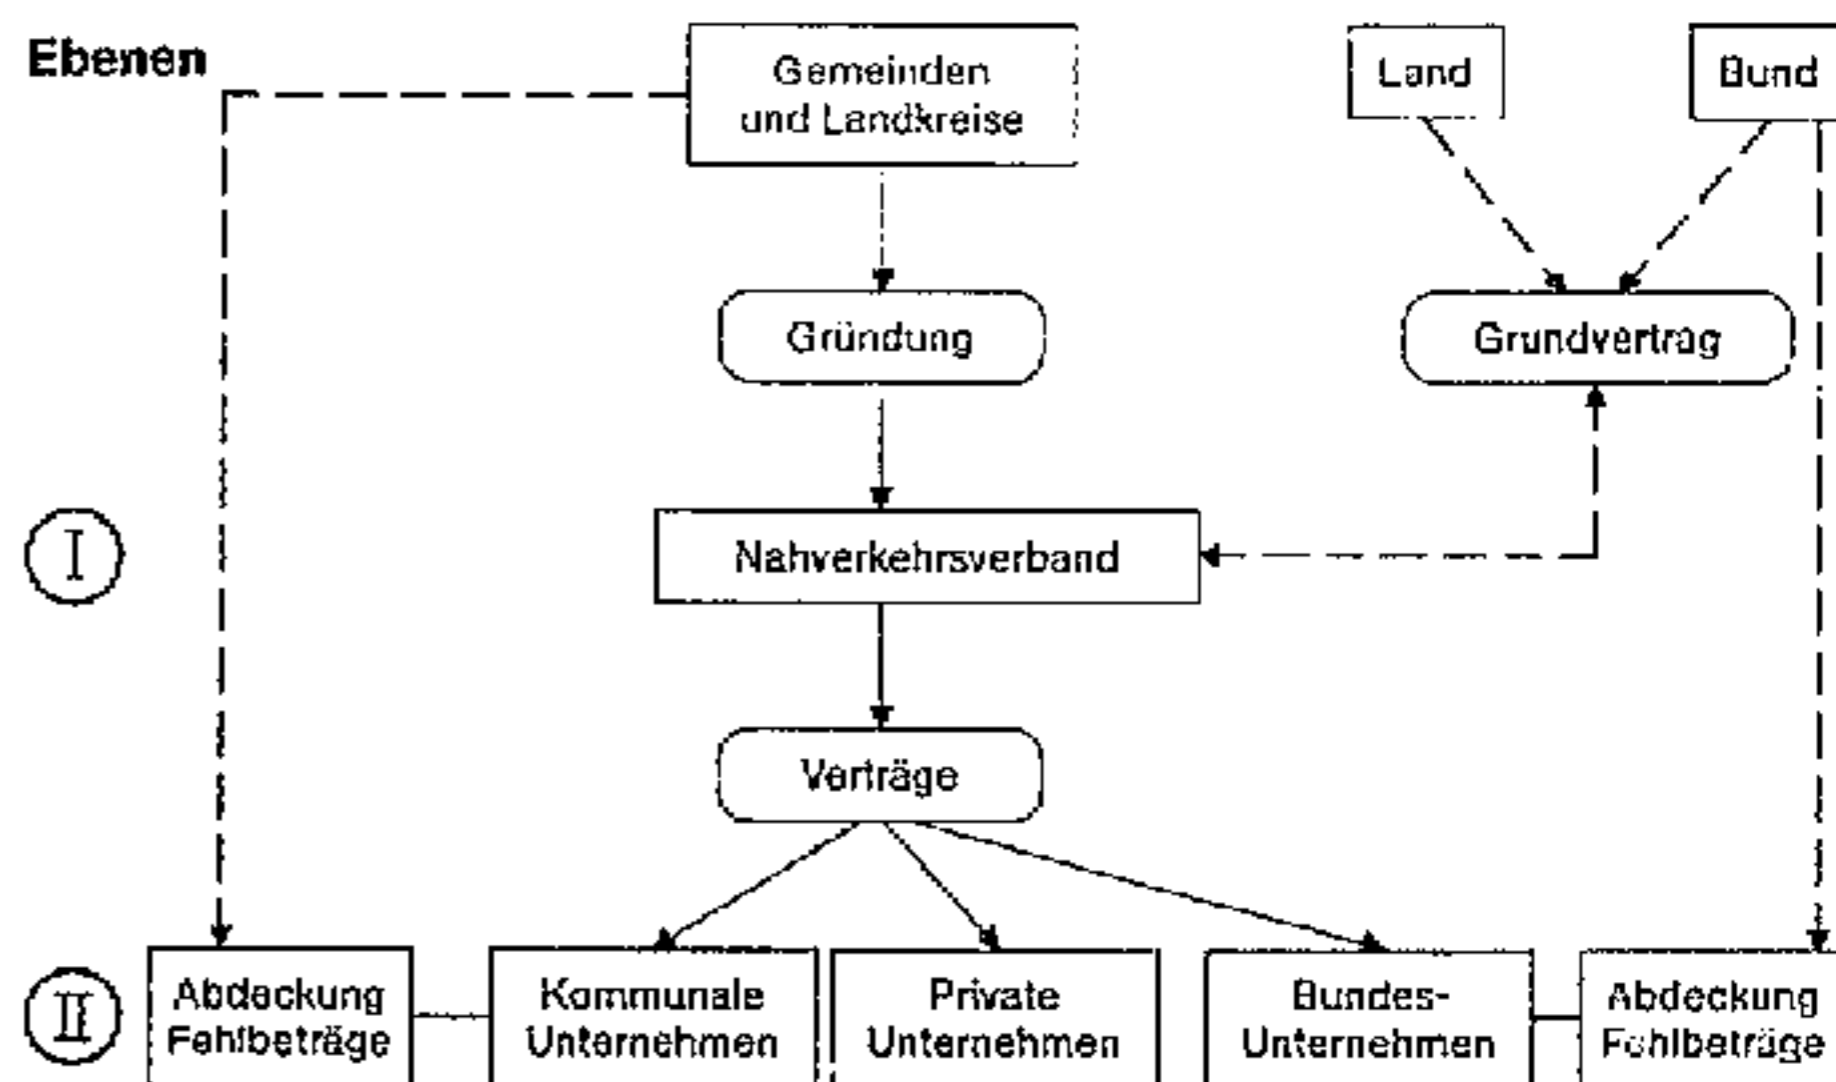 Ebenen
Gemeinden
und Landkreise
Land
Bund
Gründung
Grundvertrag
I
Nahverkehrsverband
Verträge
II
Abdeckung
Fehlbeträge
Kommunale
Unternehmen
Private
Unternehmen
Bundes-
Unternehmen
Abdeckung
Fehlbeträge